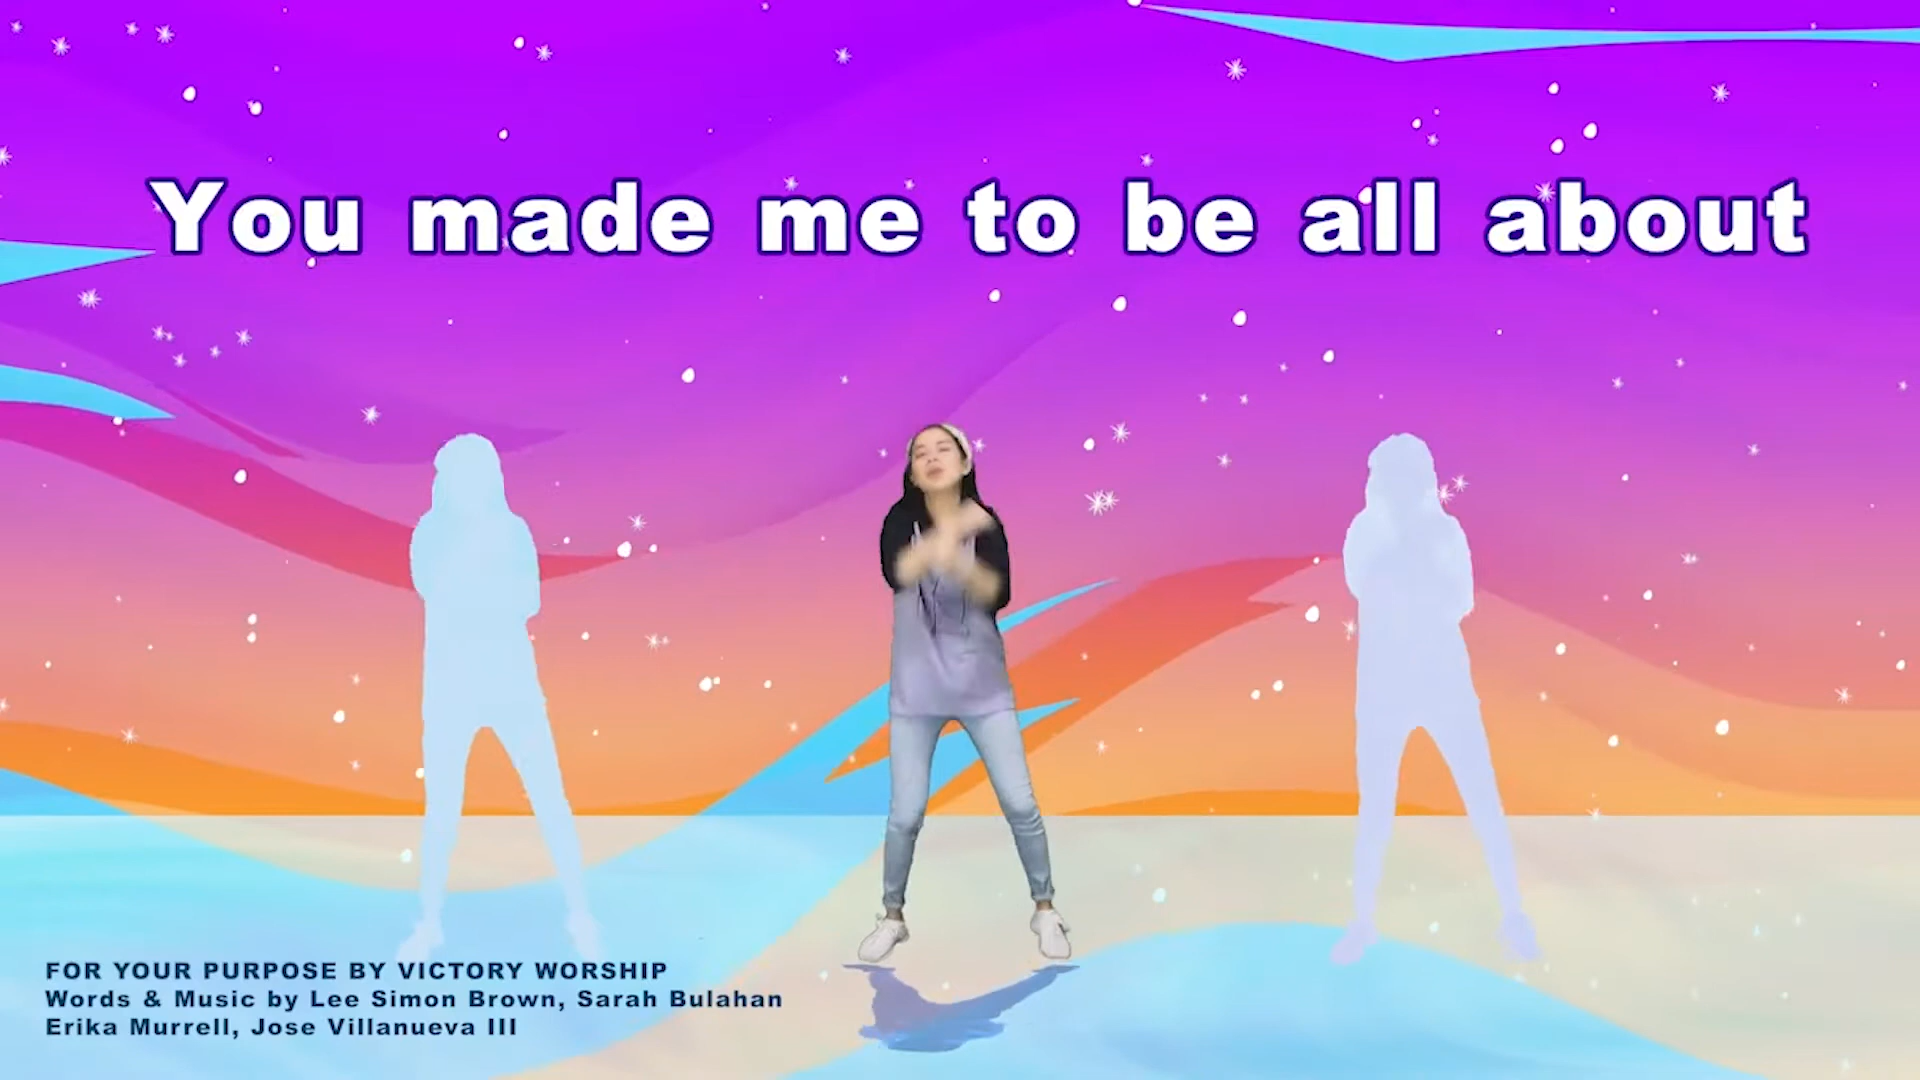 You made me to be all about
FOR YOUR PURPOSE BY VICTORY WORSHIP
Words & Music by Lee Simon Brown, Sarah Bulahan
Erika Murrell, Jose Villanueva III